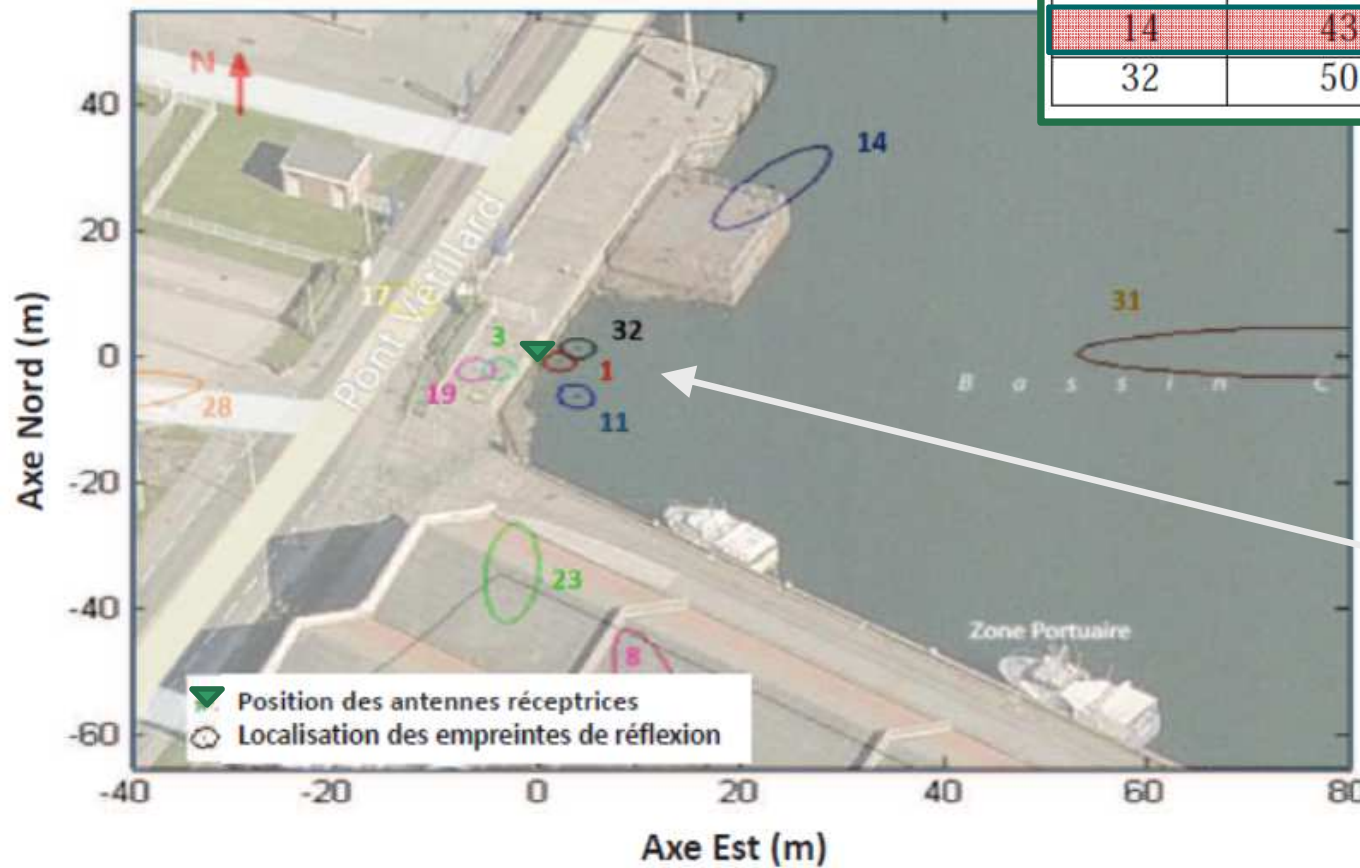 14 43
32 50
N
40
20
0
-20
-40
-60
-40 -20 0 20 40 60 80
Axe Nord (m)
Axe Est (m)
Pont Vétillard
14
17
3
32
1
19
11
28
31
Bassin C
23
8
Zone Portuaire
Position des antennes réceptrices
Localisation des empreintes de réflexion